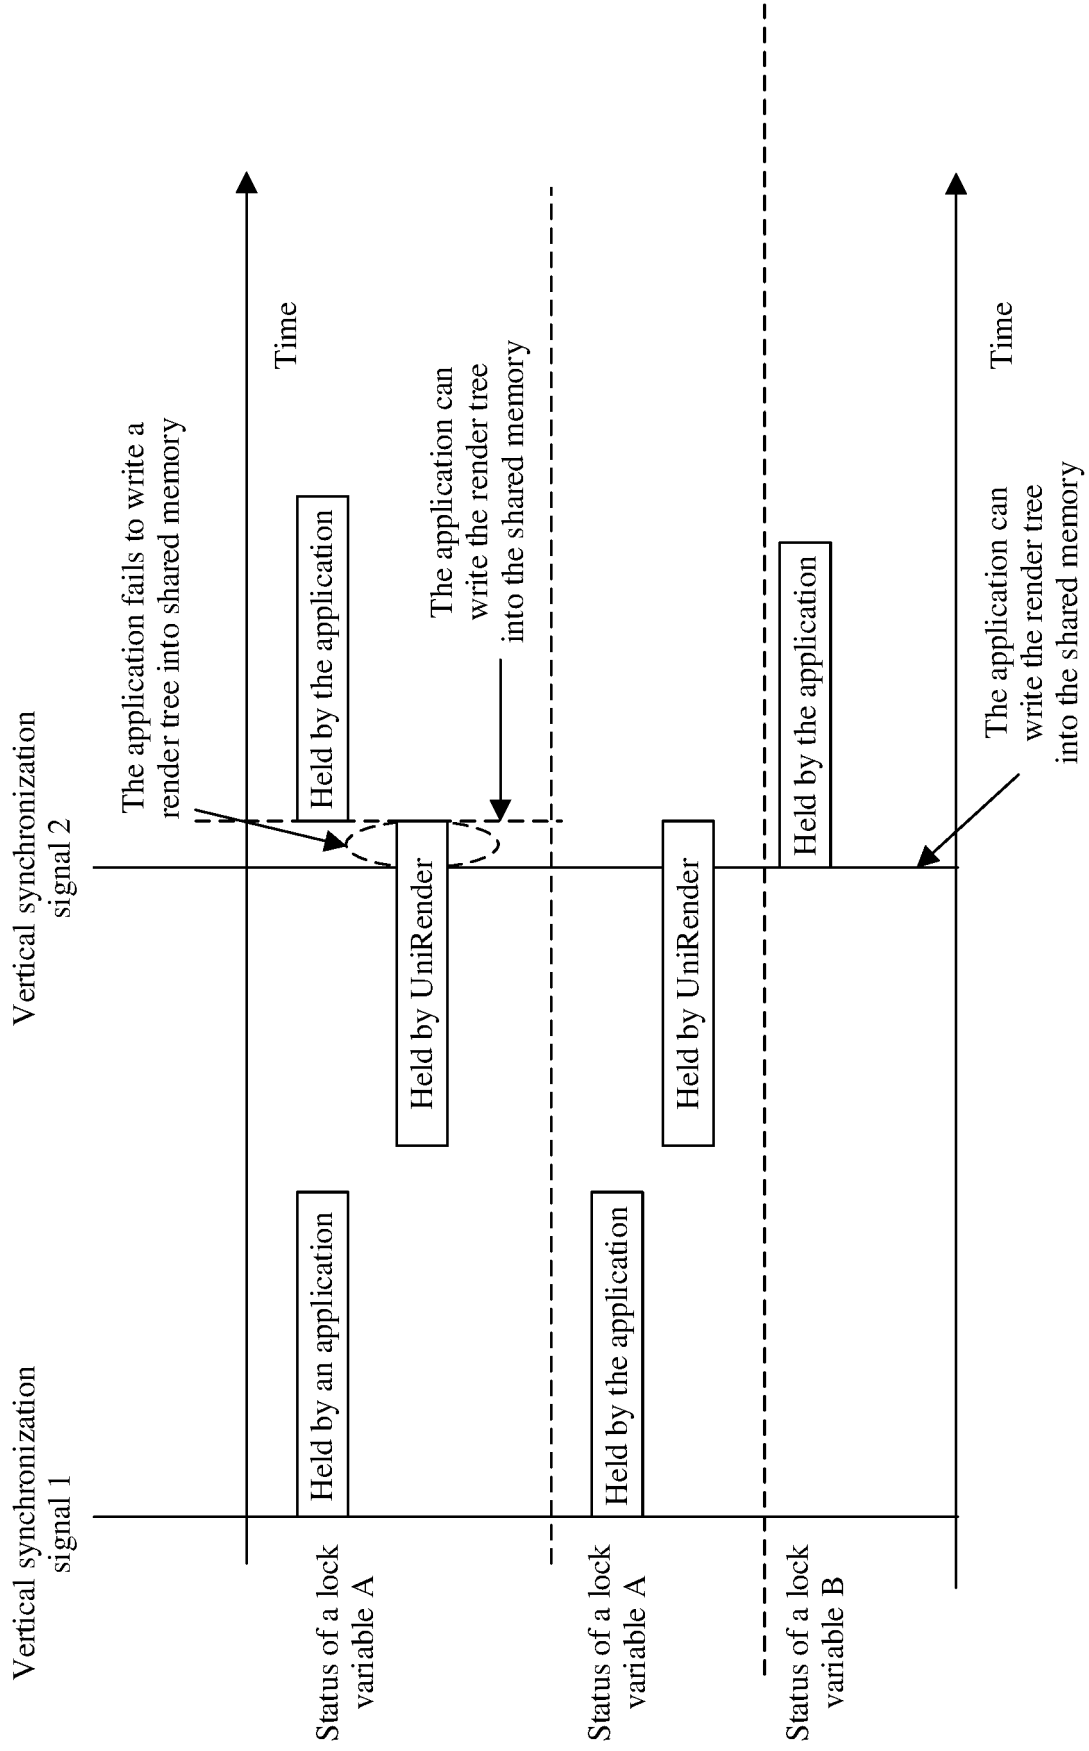 Vertical synchronization
signal 1
Vertical synchronization
signal 2
The application fails to write a
render tree into shared memory
Time
Status of a lock
variable A
Held by an application
Held by the application
Held by UniRender
The application can
write the render tree
into the shared memory
Status of a lock
variable A
Held by the application
Held by UniRender
Status of a lock
variable B
Held by the application
Time
The application can
write the render tree
into the shared memory